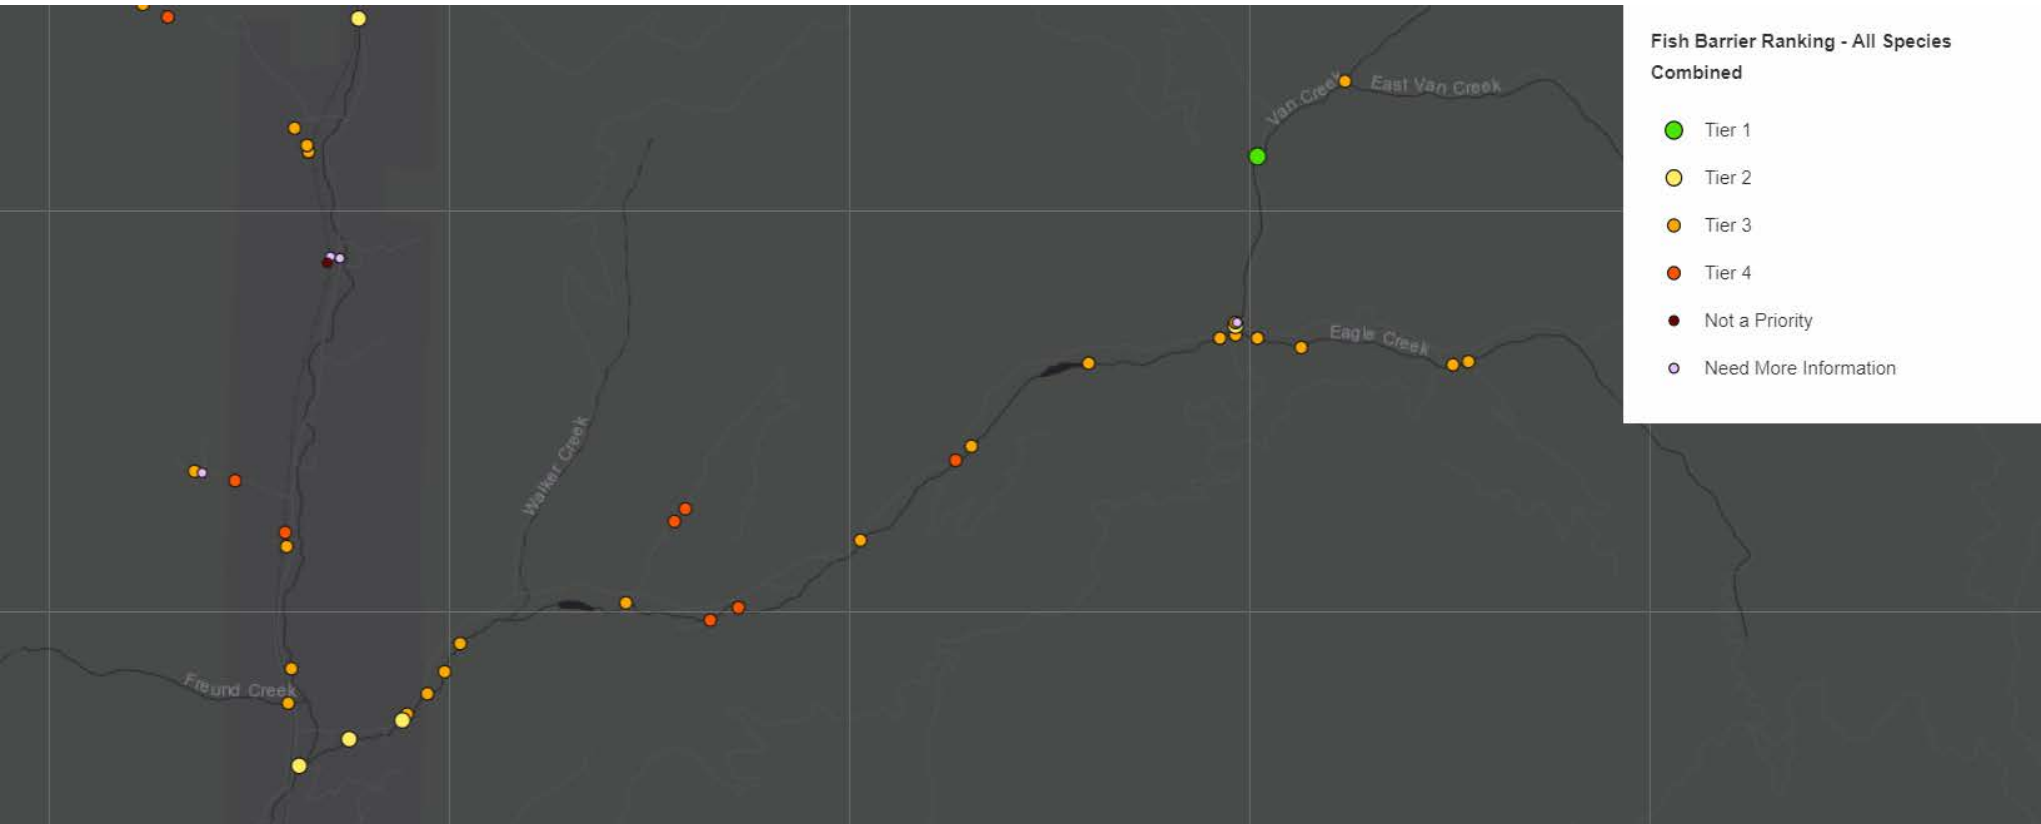 Fish Barrier Ranking - All Species
Combined
Tier 1
Tier 2
Tier 3
Tier 4
Not a Priority
Need More Information
Van Creek
East Van Creek
Eagle Creek
Walker Creek
Freund Creek